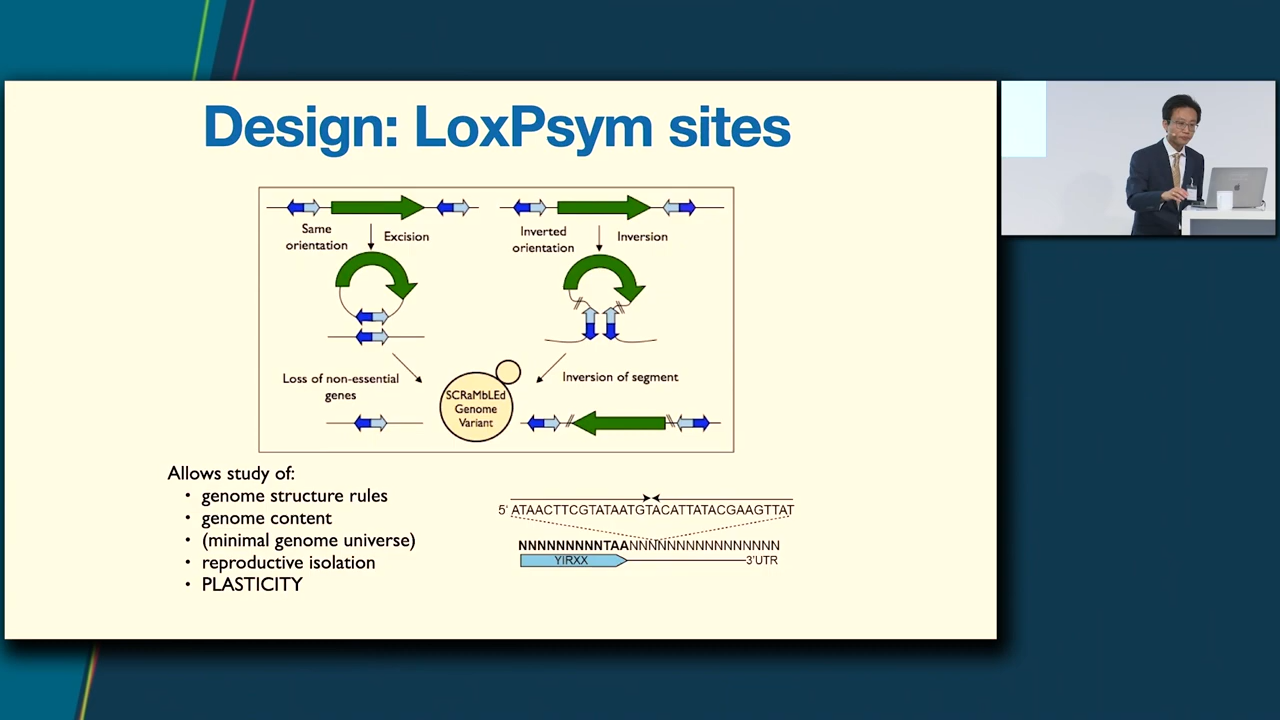 Design: LoxPsym sites
Same
orientation
Excision
Inverted
orientation
Inversion
Loss of non-essential
genes
SCRaMbLEd
Genome
Variant
Inversion of segment
Allows study of:
• genome structure rules
• genome content
• (minimal genome universe)
• reproductive isolation
• PLASTICITY
5' ATAACTTCGTATAATGTACATTATACGAAGTTAT
NNNNNNNNNTAANNNNNNNNNNNNNNNNN
YIRXX
3'UTR